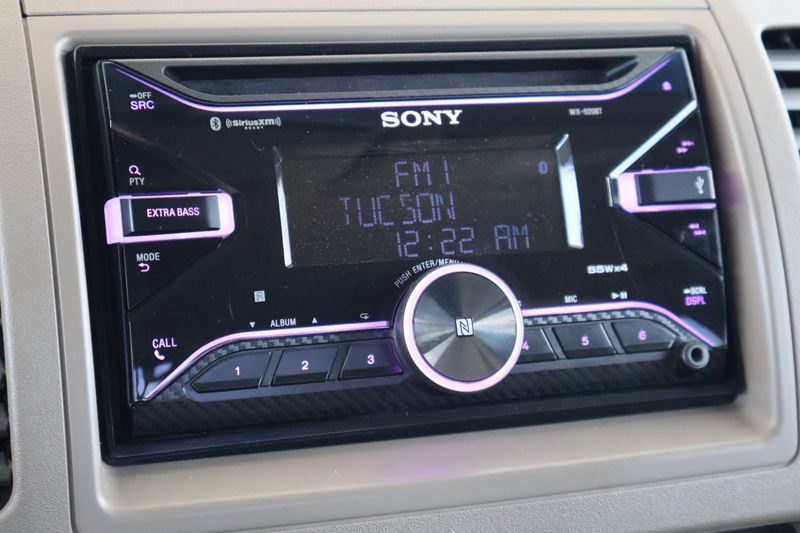 OFF
SRC
SiriusXM
READY
SONY
WX-920BT
PTY
FM1
TUCSON
12:22 AM
EXTRA BASS
MODE
PUSH ENTER/MENU
55Wx4
ALBUM
MIC
SCRL
DSPL
CALL
1
2
3
N
4
5
6